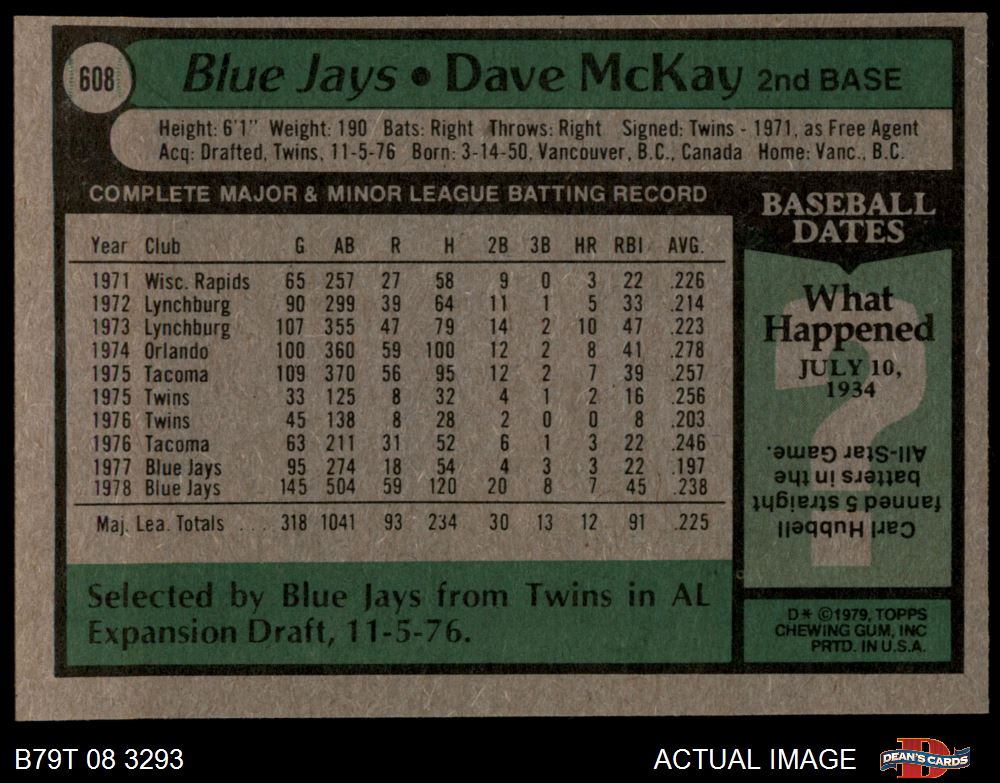 608
Blue Jays • Dave McKay 2nd BASE
Height: 6'1" Weight: 190 Bats: Right Throws: Right Signed: Twins - 1971, as Free Agent
Acq: Drafted, Twins, 11-5-76 Born: 3-14-50, Vancouver, B.C., Canada Home: Vanc., B.C.
COMPLETE MAJOR & MINOR LEAGUE BATTING RECORD
Year Club G AB R H 2B 3B HR RBI AVG.
1971 Wisc. Rapids 65 257 27 58 9 0 3 22 .226
1972 Lynchburg 90 299 39 64 11 1 5 33 .214
1973 Lynchburg 107 355 47 79 14 2 10 47 .223
1974 Orlando 100 360 59 100 12 2 8 41 .278
1975 Tacoma 109 370 56 95 12 2 7 39 .257
1975 Twins 33 125 8 32 4 1 2 16 .256
1976 Twins 45 138 8 28 2 0 0 8 .203
1976 Tacoma 63 211 31 52 6 1 3 22 .246
1977 Blue Jays 95 274 18 54 4 3 3 22 .197
1978 Blue Jays 145 504 59 120 20 8 7 45 .238
Maj. Lea. Totals .... 318 1041 93 234 30 13 12 91 .225
Selected by Blue Jays from Twins in AL
Expansion Draft, 11-5-76.
BASEBALL
DATES
What
Happened
JULY 10,
1934
?
Carl Hubbell
fanned 5 straight
batters in the
All-Star Game.
D* ©1979, TOPPS
CHEWING GUM, INC
PRTD. IN U.S.A.
B79T 08 3293
ACTUAL IMAGE
DEAN'S CARDS